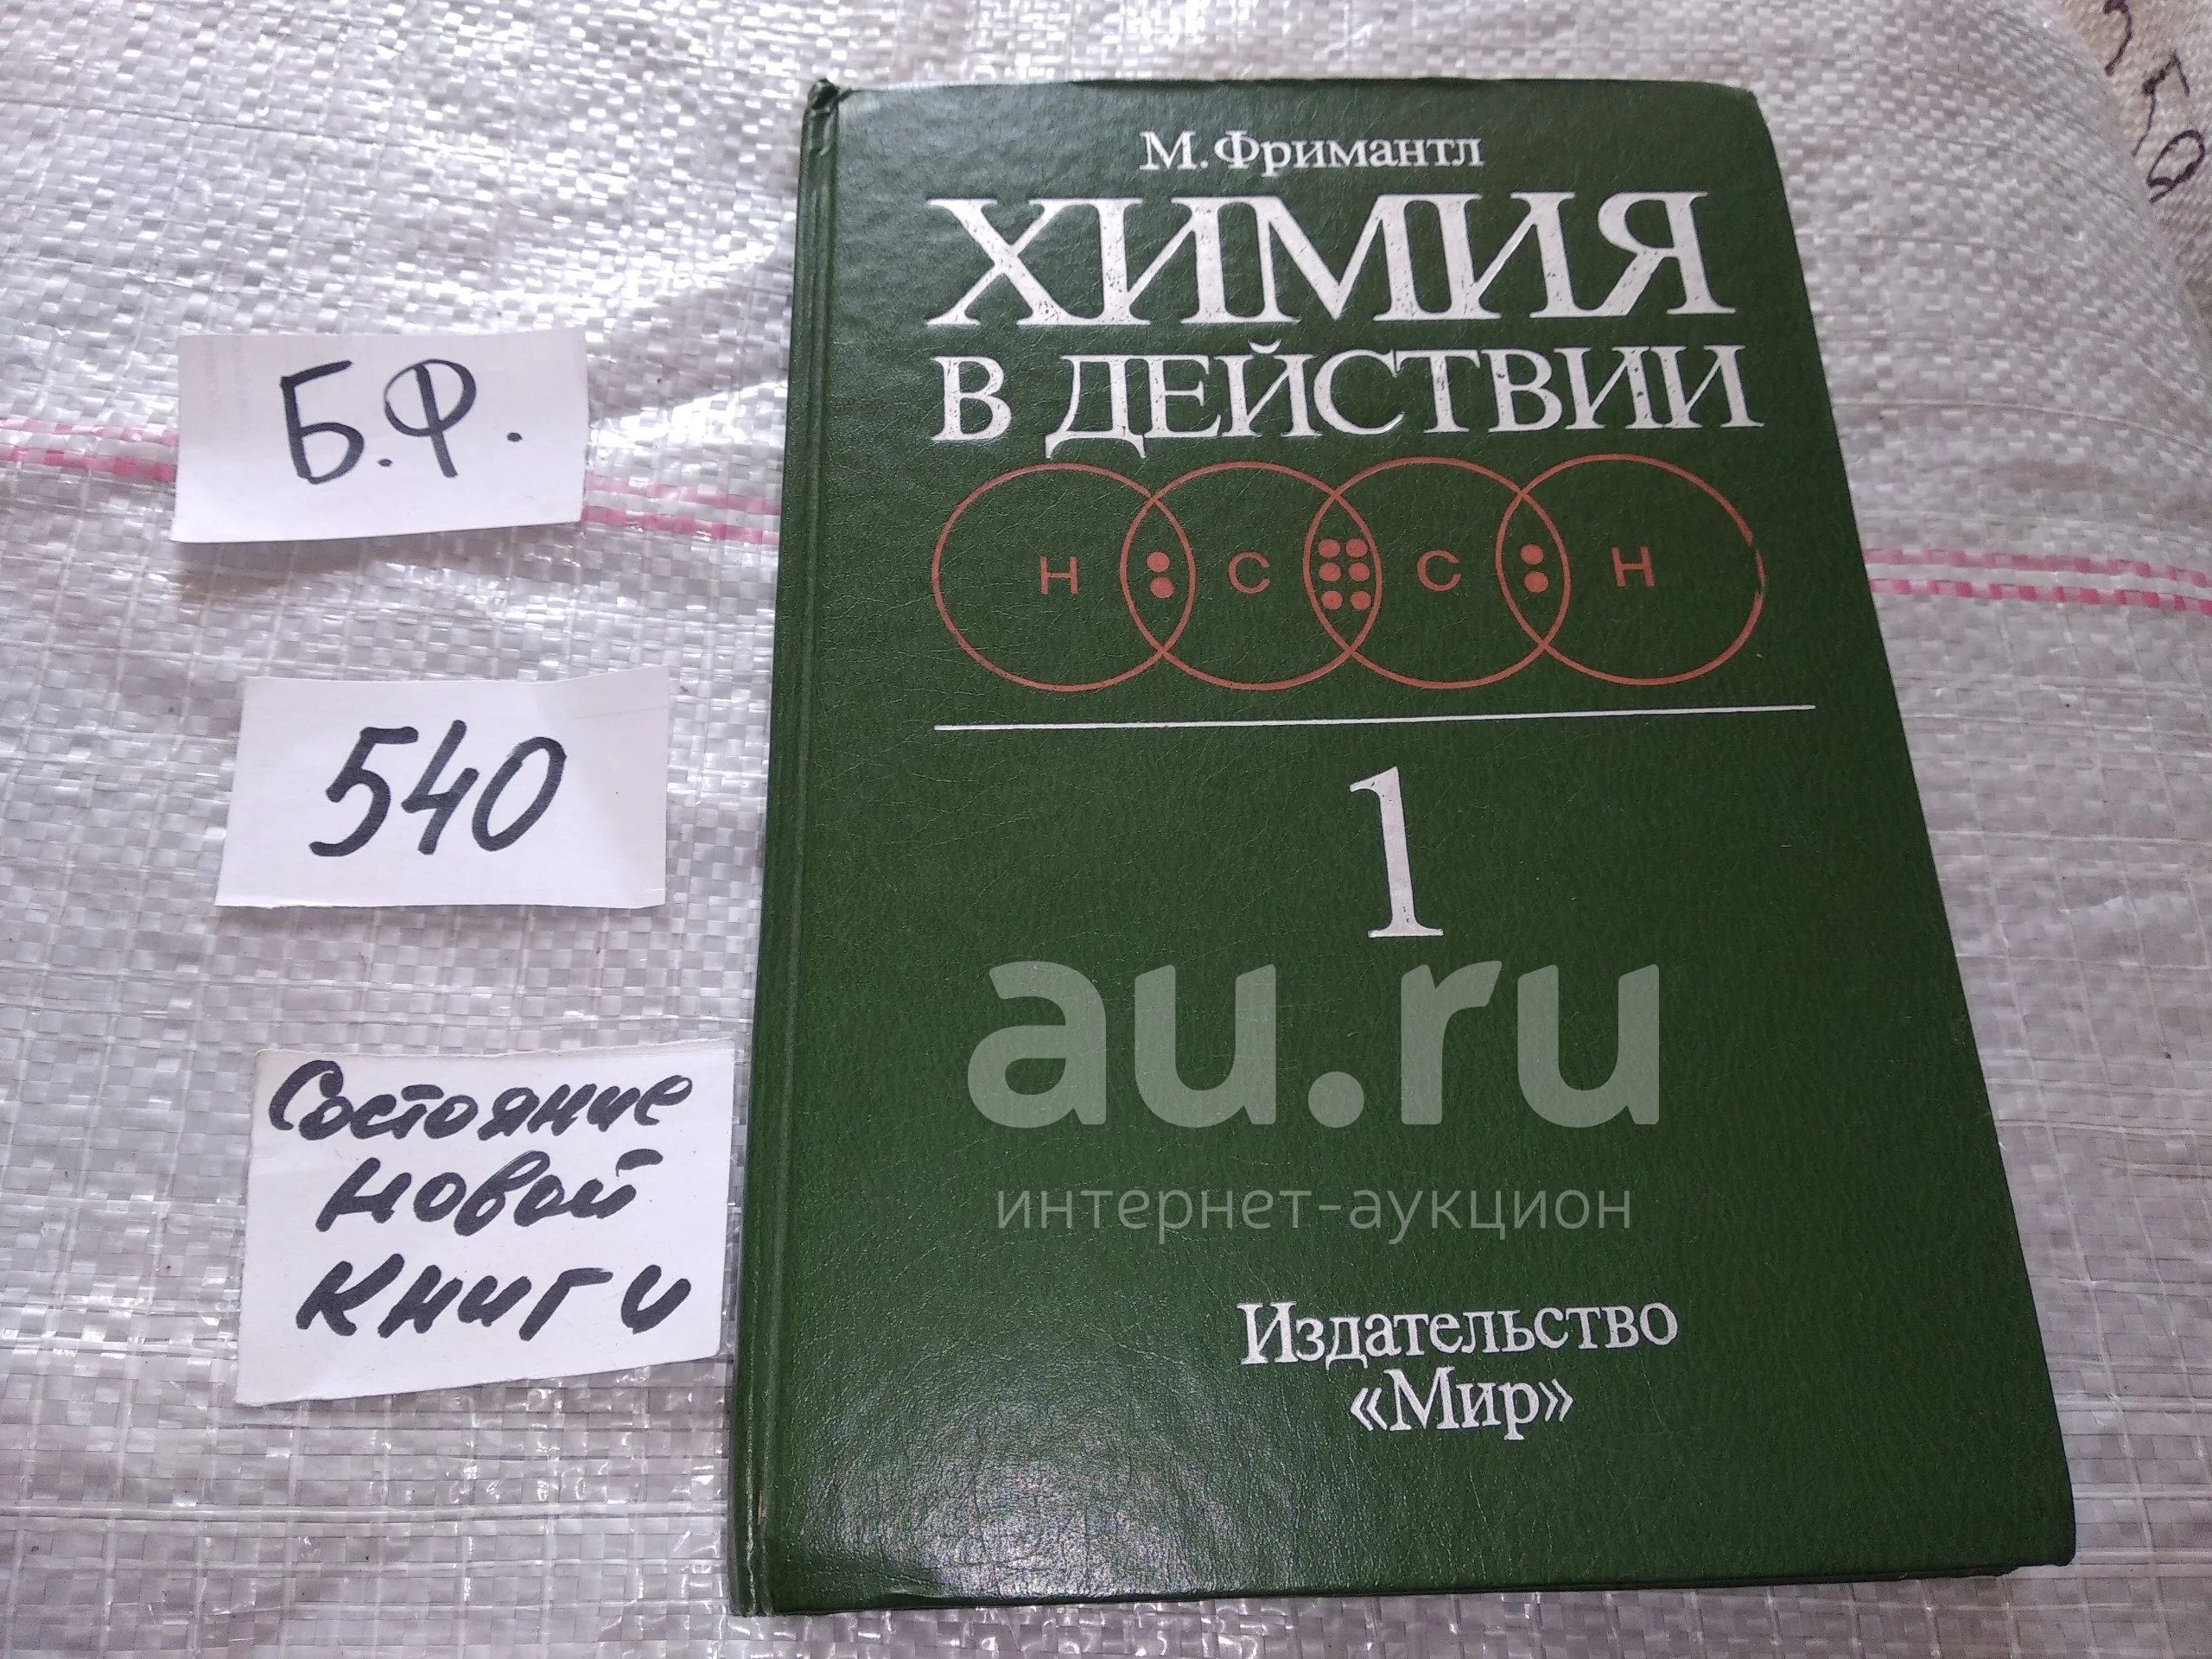 Б.Ф.
540
Состояние
новой
книги
М. Фримантл
ХИМИЯ
В ДЕЙСТВИИ
Н С С Н
1
au.ru
интернет-аукцион
Издательство
«Мир»